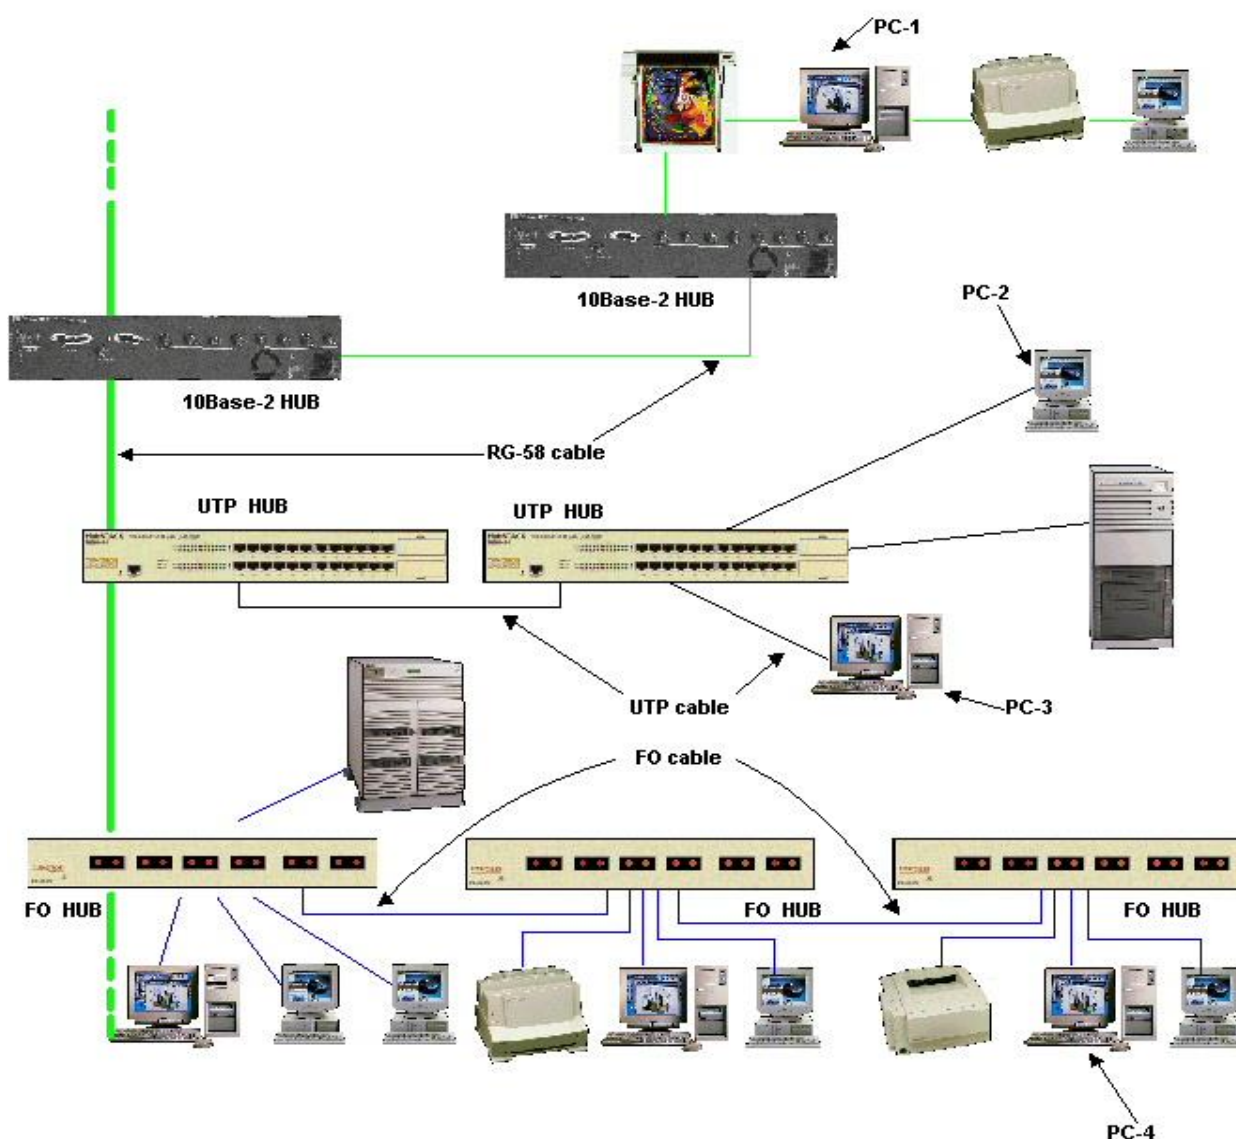 PC-1
10Base-2 HUB
PC-2
10Base-2 HUB
RG-58 cable
UTP HUB
UTP HUB
UTP cable
PC-3
FO cable
FO HUB
FO HUB
FO HUB
PC-4